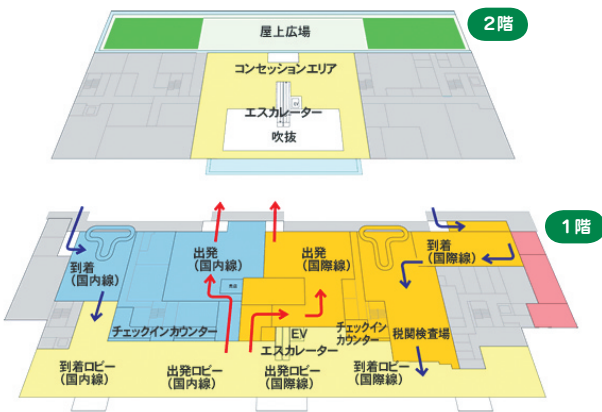 2階
屋上広場
コンセッションエリア
EV
エスカレーター
吹抜
1階
到着
(国内線)
出発
(国内線)
出発
(国際線)
到着
(国際線)
チェックインカウンター
EV
エスカレーター
チェックイン
カウンター
税関検査場
到着ロビー
(国内線)
出発ロビー
(国内線)
出発ロビー
(国際線)
到着ロビー
(国際線)